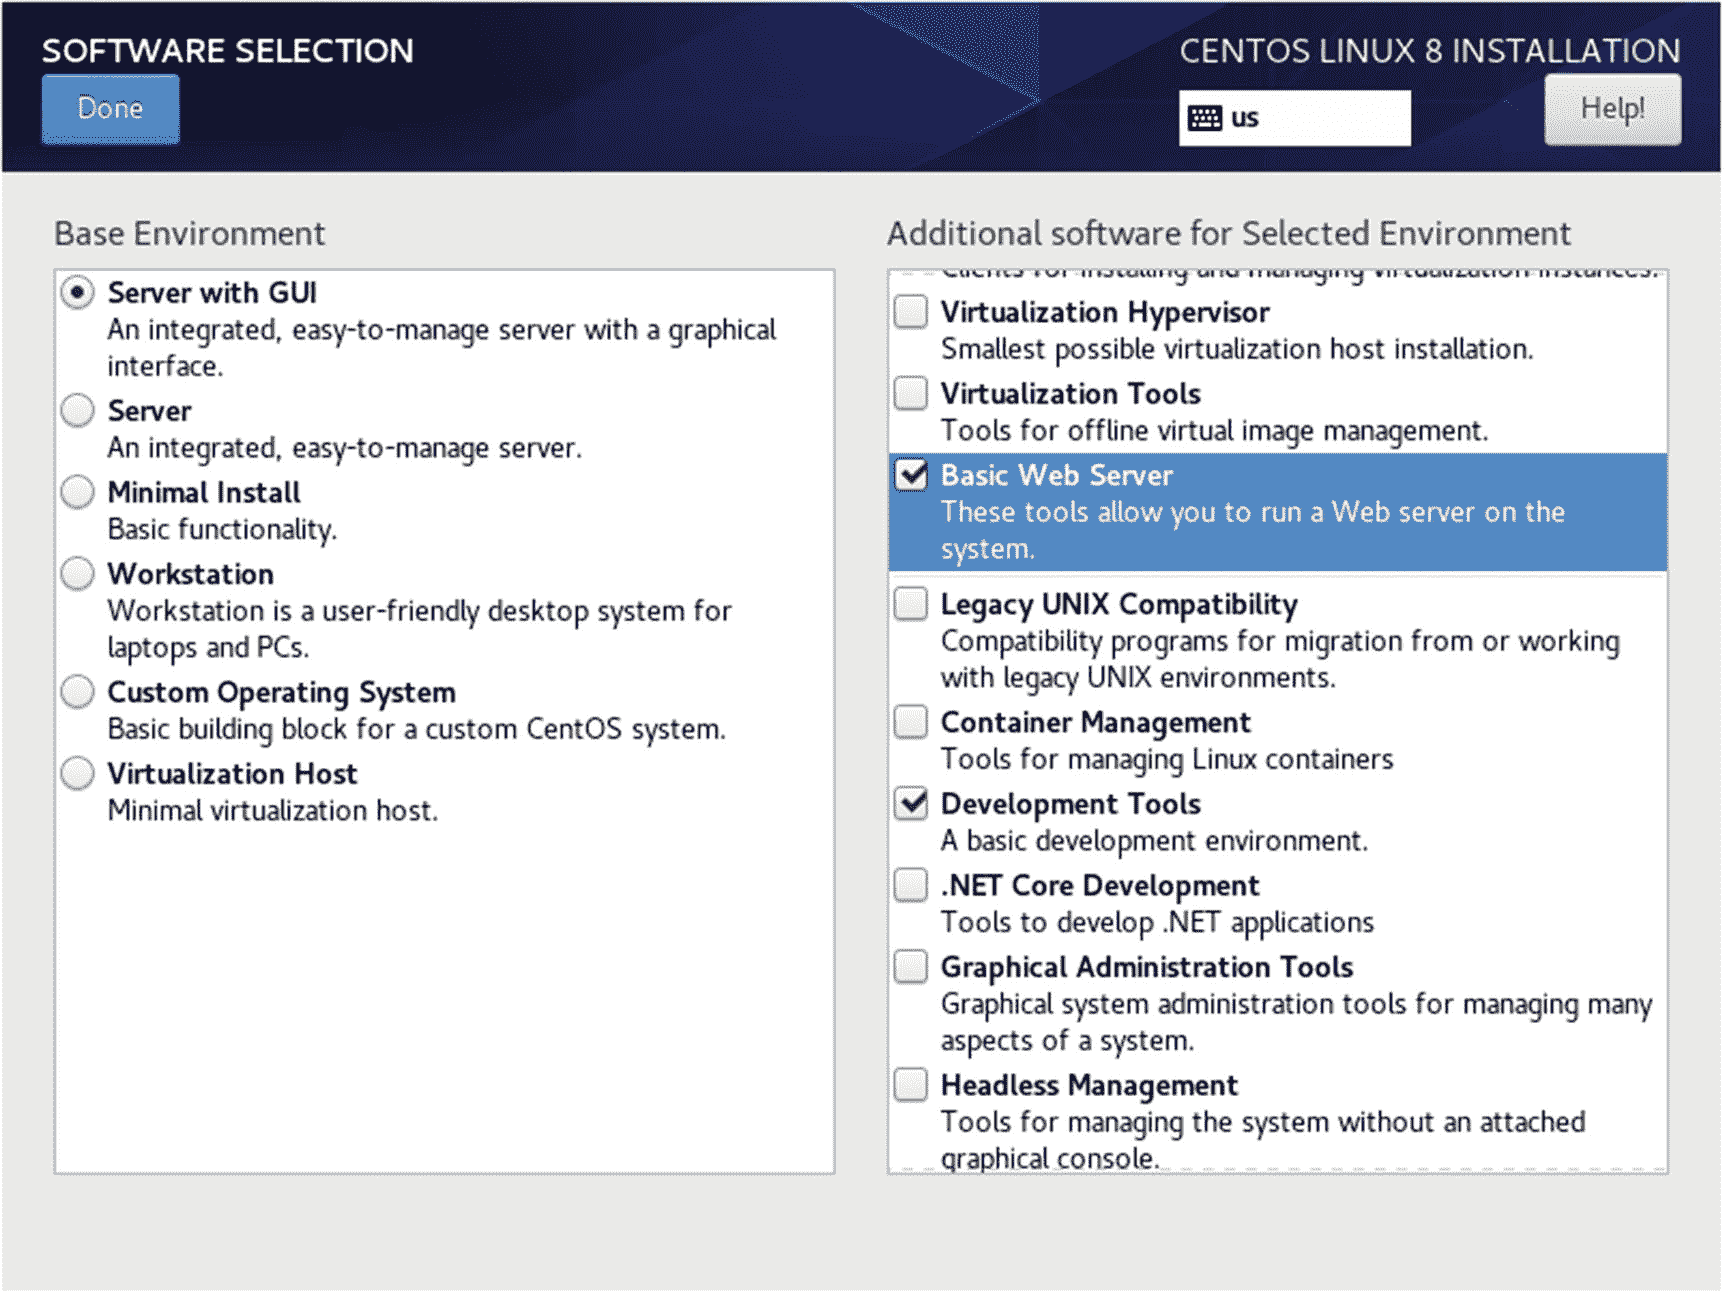 SOFTWARE SELECTION
Done
CENTOS LINUX 8 INSTALLATION
us
Help!
Base Environment
Server with GUI
An integrated, easy-to-manage server with a graphical
interface.
Server
An integrated, easy-to-manage server.
Minimal Install
Basic functionality.
Workstation
Workstation is a user-friendly desktop system for
laptops and PCs.
Custom Operating System
Basic building block for a custom CentOS system.
Virtualization Host
Minimal virtualization host.
Additional software for Selected Environment
Clients for installing and managing virtualization instances.
Virtualization Hypervisor
Smallest possible virtualization host installation.
Virtualization Tools
Tools for offline virtual image management.
Basic Web Server
These tools allow you to run a Web server on the
system.
Legacy UNIX Compatibility
Compatibility programs for migration from or working
with legacy UNIX environments.
Container Management
Tools for managing Linux containers
Development Tools
A basic development environment.
.NET Core Development
Tools to develop .NET applications
Graphical Administration Tools
Graphical system administration tools for managing many
aspects of a system.
Headless Management
Tools for managing the system without an attached
graphical console.